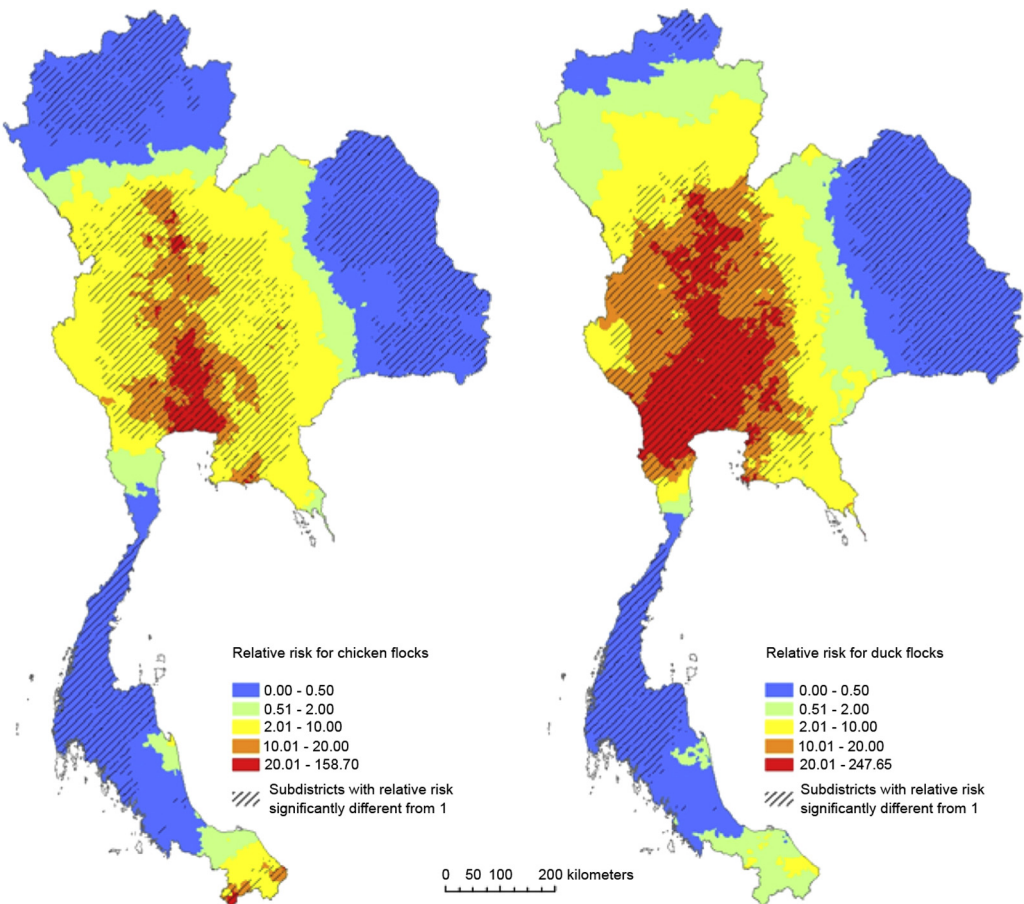 Relative risk for chicken flocks
0.00 - 0.50
0.51 - 2.00
2.01 - 10.00
10.01 - 20.00
20.01 - 158.70
Subdistricts with relative risk
significantly different from 1
Relative risk for duck flocks
0.00 - 0.50
0.51 - 2.00
2.01 - 10.00
10.01 - 20.00
20.01 - 247.65
Subdistricts with relative risk
significantly different from 1
0 50 100 200 kilometers